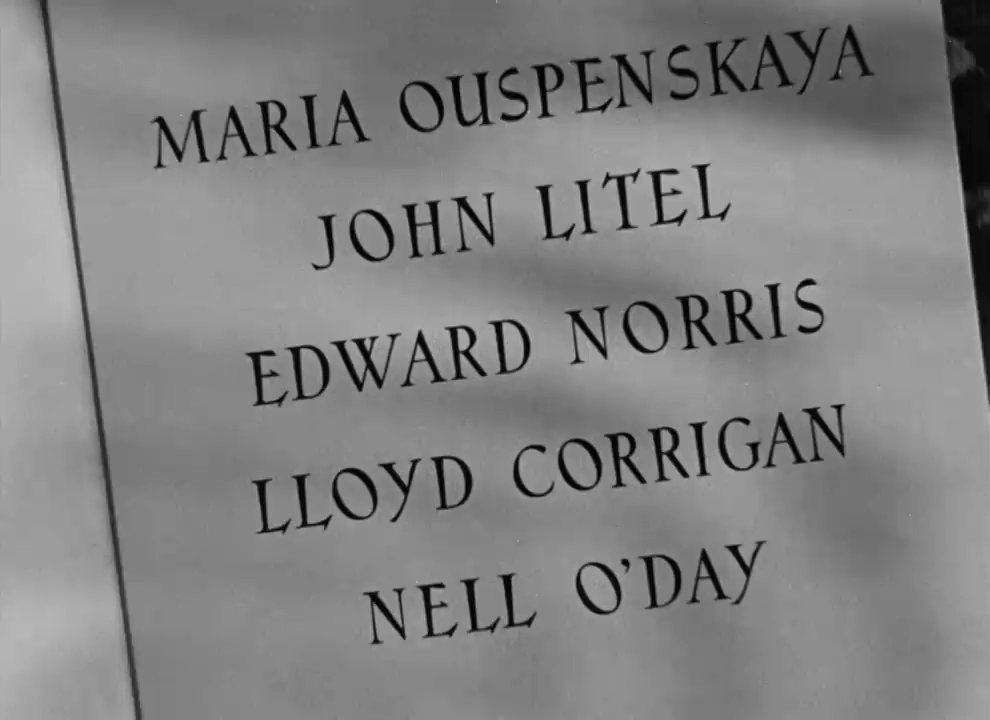 MARIA OUSPENSKAYA
JOHN LITEL
EDWARD NORRIS
LLOYD CORRIGAN
NELL O'DAY